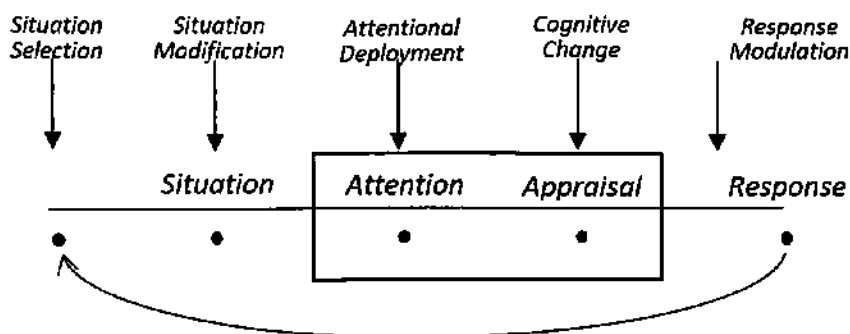 Situation
Selection
Situation
Modification
Attentional
Deployment
Cognitive
Change
Response
Modulation
Situation
Attention
Appraisal
Response